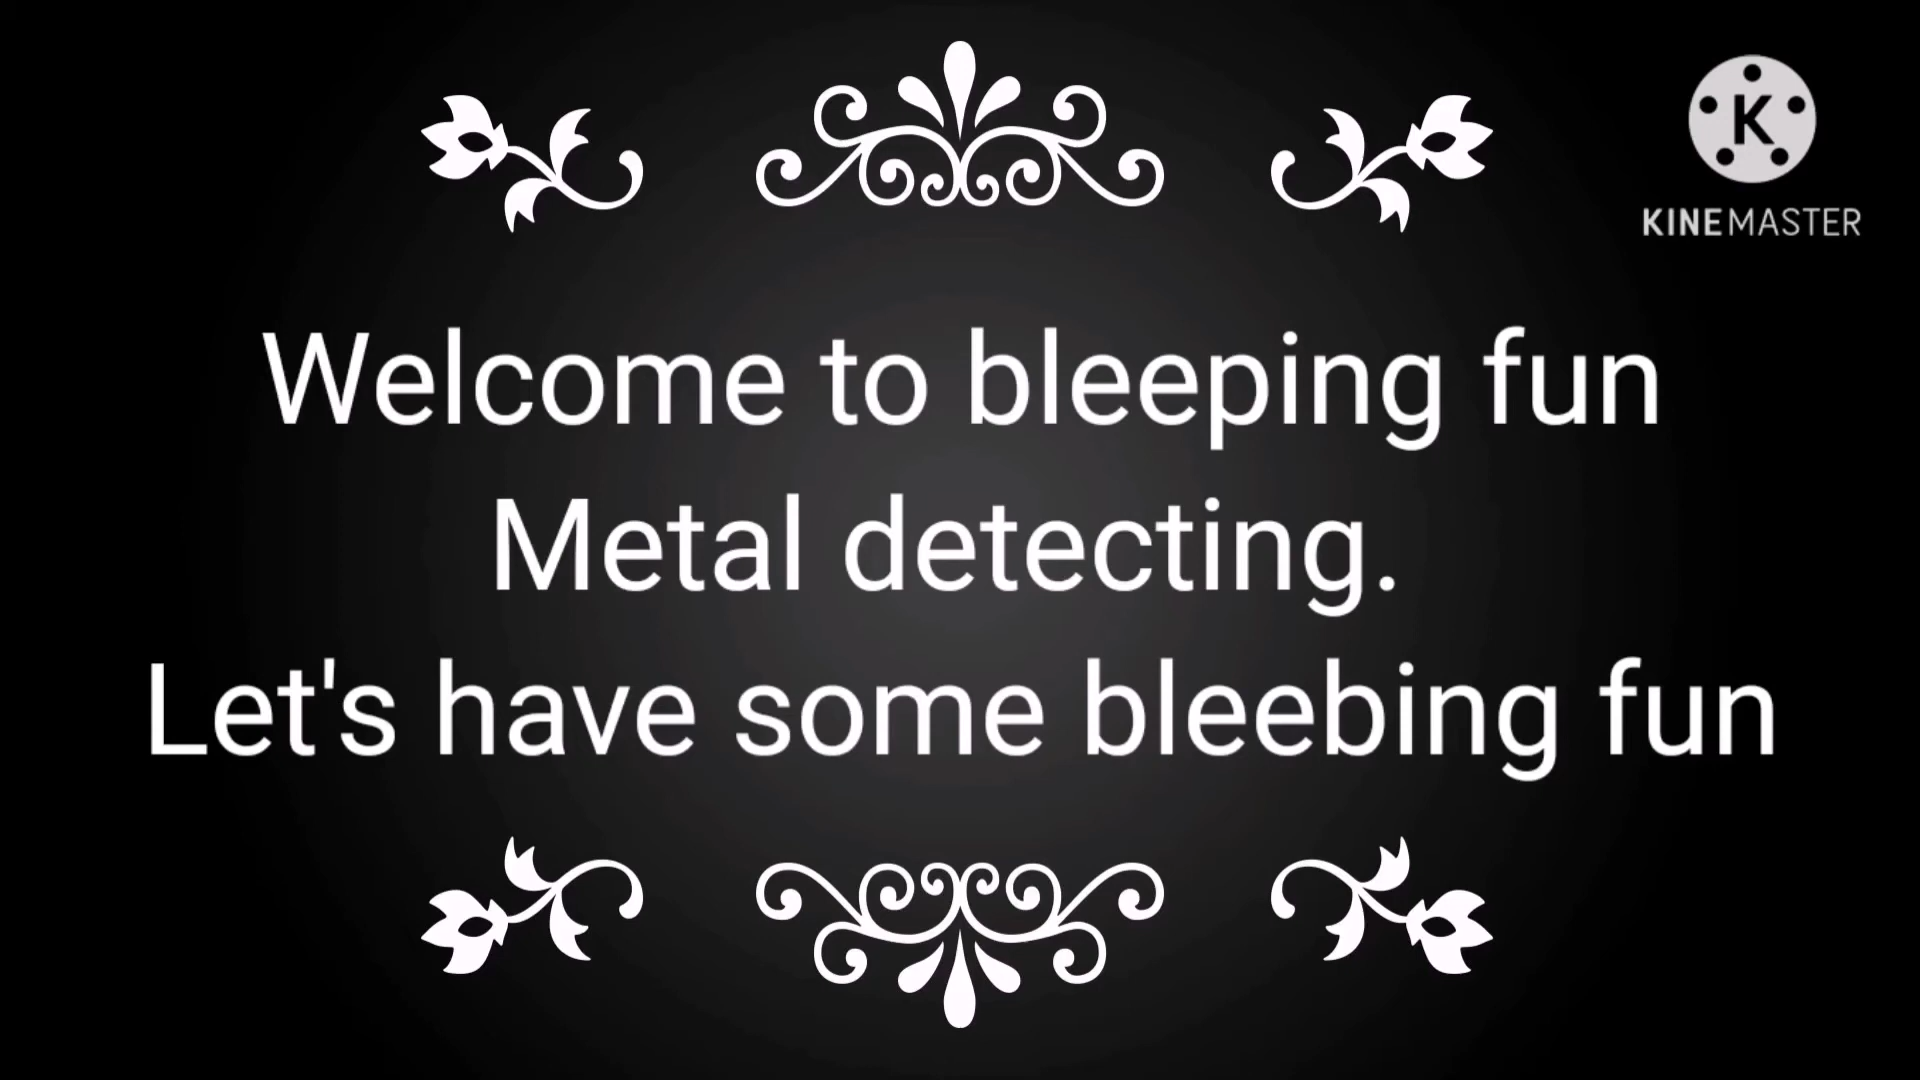 K
KINEMASTER
Welcome to bleeping fun
Metal detecting.
Let's have some bleebing fun